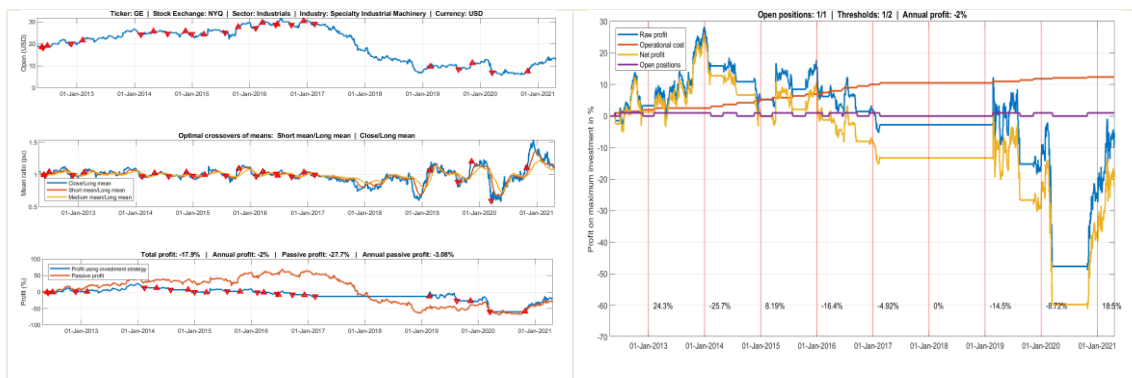 Ticker: GE | Stock Exchange: NYQ | Sector: Industrials | Industry: Specialty Industrial Machinery | Currency: USD
30
20
10
0
Open (USD)
01-Jan-2013 01-Jan-2014 01-Jan-2015 01-Jan-2016 01-Jan-2017 01-Jan-2018 01-Jan-2019 01-Jan-2020 01-Jan-2021
Optimal crossovers of means: Short mean/Long mean | Close/Long mean
1.5
1
0.5
Mean ratio (pu)
Close/Long mean
Short mean/Long mean
Medium mean/Long mean
01-Jan-2013 01-Jan-2014 01-Jan-2015 01-Jan-2016 01-Jan-2017 01-Jan-2018 01-Jan-2019 01-Jan-2020 01-Jan-2021
Total profit: -17.9% | Annual profit: -2% | Passive profit: -27.7% | Annual passive profit: -3.08%
100
50
0
-50
-100
Profit (%)
Profit using investment strategy
Passive profit
01-Jan-2013 01-Jan-2014 01-Jan-2015 01-Jan-2016 01-Jan-2017 01-Jan-2018 01-Jan-2019 01-Jan-2020 01-Jan-2021
Open positions: 1/1 | Thresholds: 1/2 | Annual profit: -2%
30
20
10
0
-10
-20
-30
-40
-50
-60
-70
Profit on maximum investment in %
Raw profit
Operational cost
Net profit
Open positions
24.3% -25.7% 8.19% -16.4% -4.92% 0% -14.5% -8.72% 18.5%
01-Jan-2013 01-Jan-2014 01-Jan-2015 01-Jan-2016 01-Jan-2017 01-Jan-2018 01-Jan-2019 01-Jan-2020 01-Jan-2021